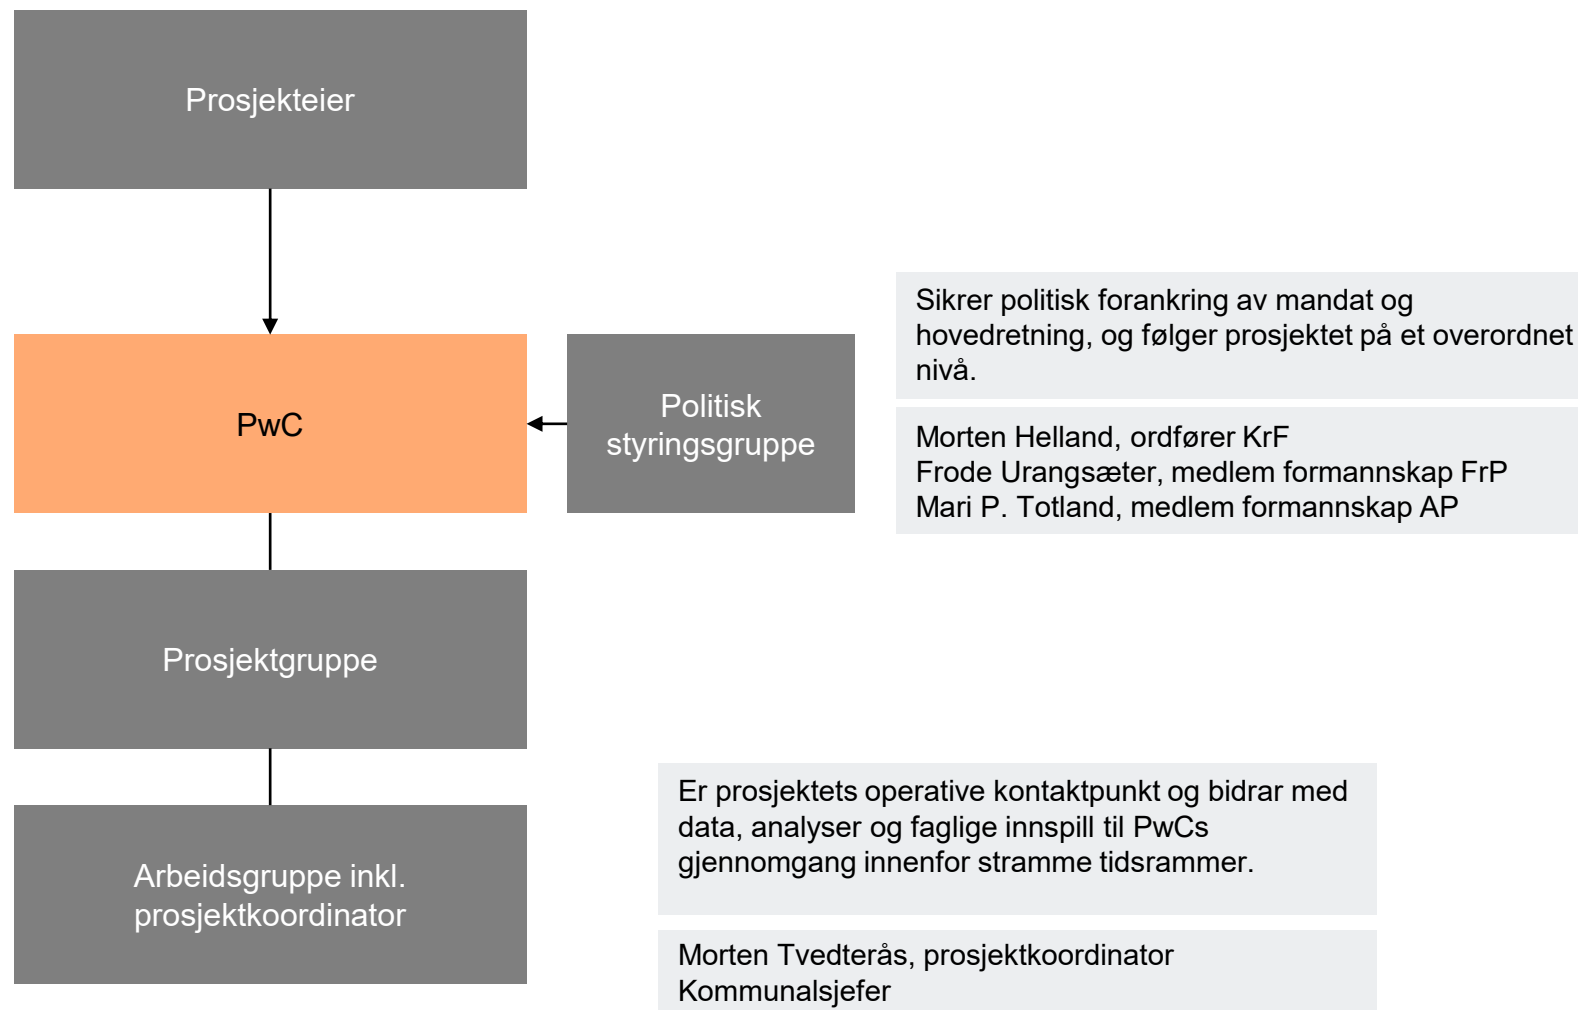 Prosjekteier
PwC
Politisk
styringsgruppe
Sikrer politisk forankring av mandat og
hovedretning, og følger prosjektet på et overordnet
nivå.
Morten Helland, ordfører KrF
Frode Urangsæter, medlem formannskap FrP
Mari P. Totland, medlem formannskap AP
Prosjektgruppe
Arbeidsgruppe inkl.
prosjektkoordinator
Er prosjektets operative kontaktpunkt og bidrar med
data, analyser og faglige innspill til PwCs
gjennomgang innenfor stramme tidsrammer.
Morten Tvedterås, prosjektkoordinator
Kommunalsjefer